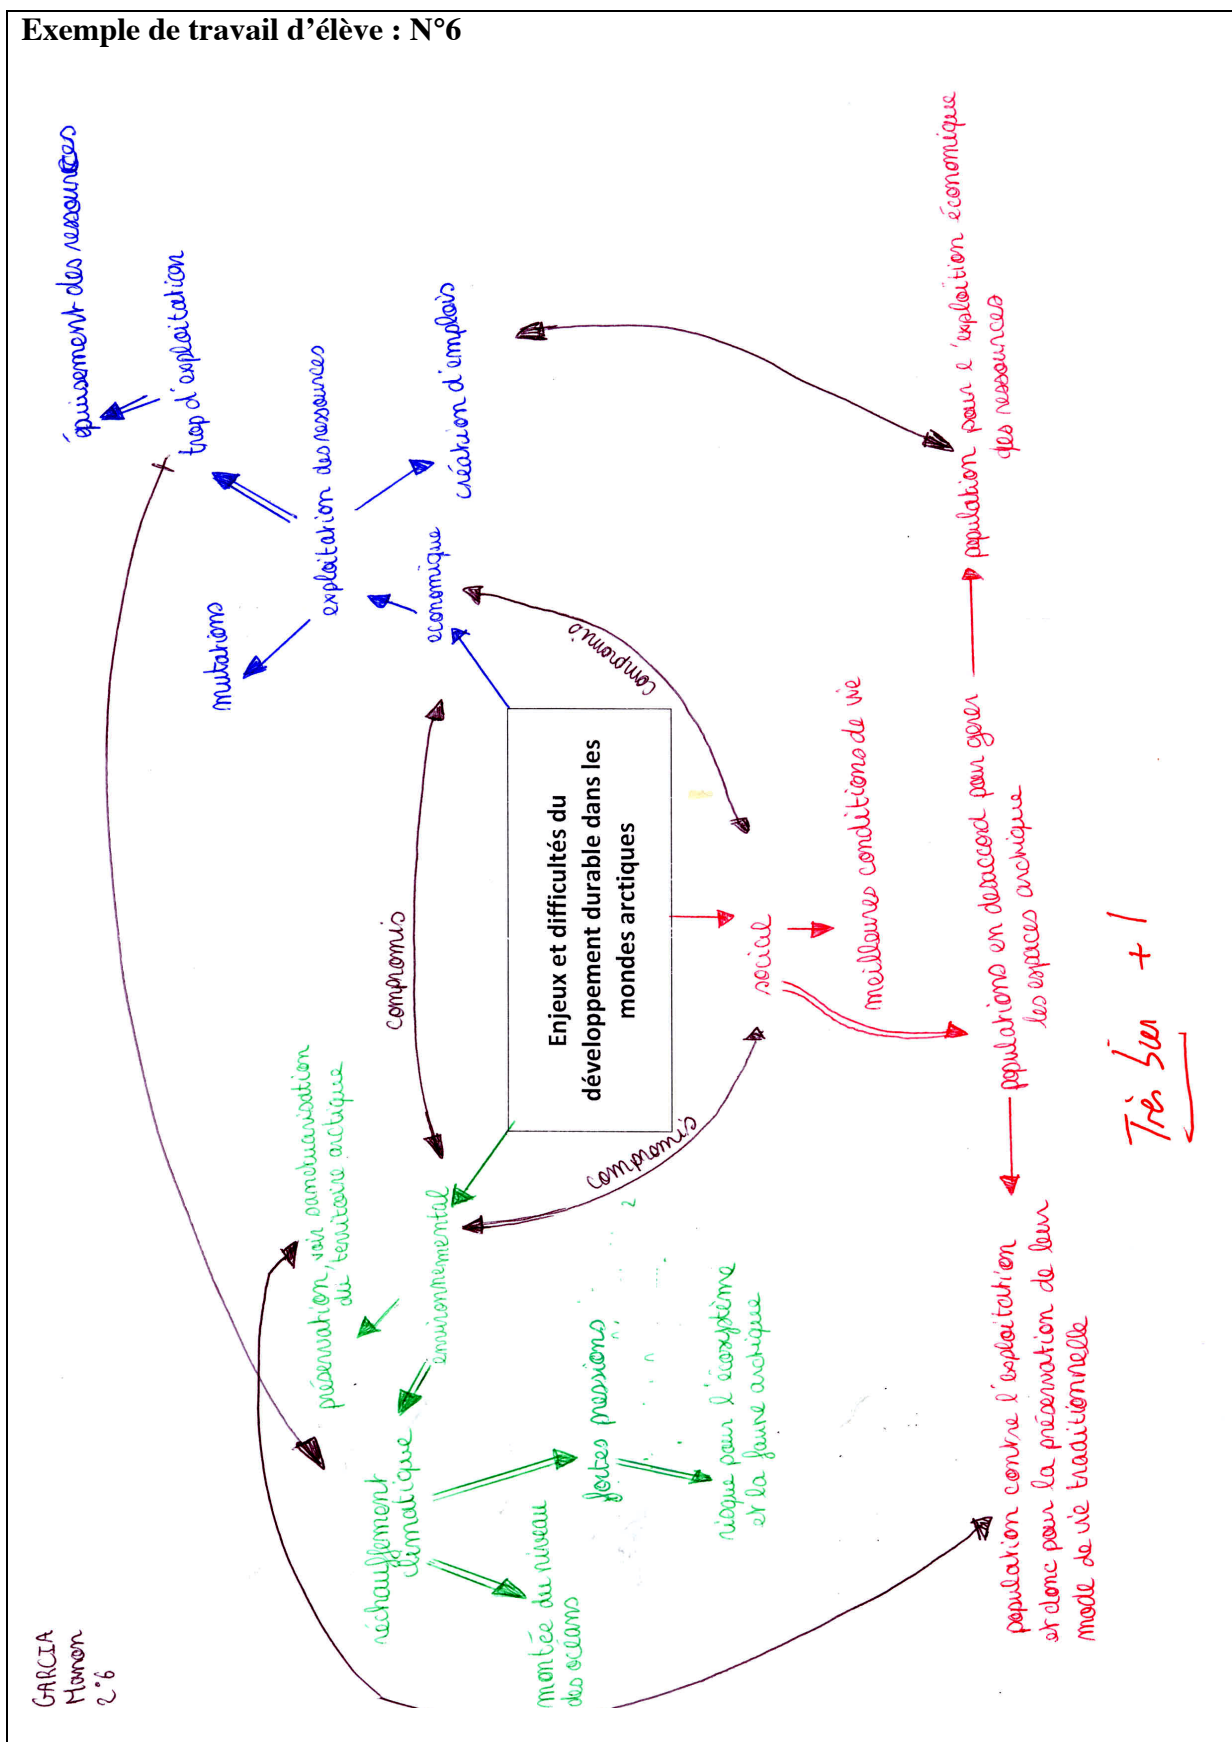 Exemple de travail d'élève : N°6
GARCIA
Manon
2°6
épuisement des ressources
trop d'exploitation
mutations
exploitation des ressources
économique
création d'emplois
compromis
compromis
compromis
préservation, voir sanctuarisation
du territoire arctique
environnemental
réchauffement
climatique
montée du niveau
des océans
fortes pressions
risque pour l'écosystème
et la faune arctique
Enjeux et difficultés du
développement durable dans les
mondes arctiques
social
meilleures conditions de vie
populations en desaccord pour gerer
les espaces arctique
population contre l'exploitation
et donc pour la préservation de leur
mode de vie traditionnelle
population pour l'exploition économique
des ressources
Très bien +1